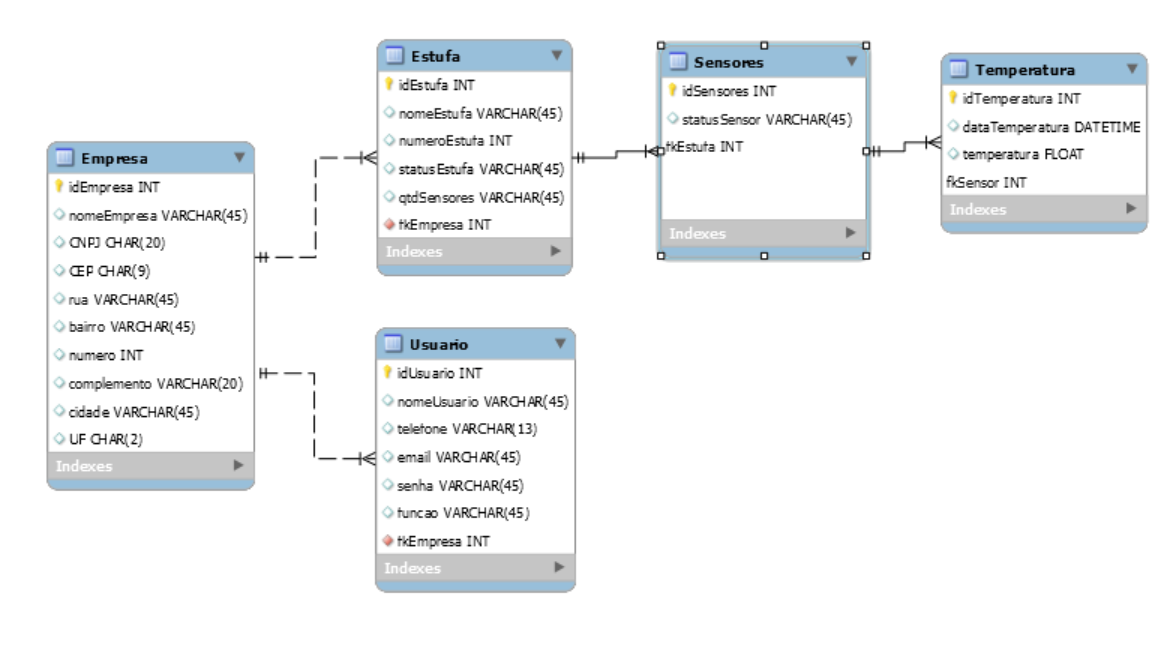 Empresa
idEmpresa INT
nomeEmpresa VARCHAR(45)
CNPJ CHAR(20)
CEP CHAR(9)
rua VARCHAR(45)
bairro VARCHAR(45)
numero INT
complemento VARCHAR(20)
cidade VARCHAR(45)
UF CHAR(2)
Indexes
Estufa
idEstufa INT
nomeEstufa VARCHAR(45)
numeroEstufa INT
statusEstufa VARCHAR(45)
qtdSensores VARCHAR(45)
fkEmpresa INT
Indexes
Usuario
idUsuario INT
nomeUsuario VARCHAR(45)
telefone VARCHAR(13)
email VARCHAR(45)
senha VARCHAR(45)
funcao VARCHAR(45)
fkEmpresa INT
Indexes
Sensores
idSensores INT
statusSensor VARCHAR(45)
fkEstufa INT
Indexes
Temperatura
idTemperatura INT
dataTemperatura DATETIME
temperatura FLOAT
fkSensor INT
Indexes